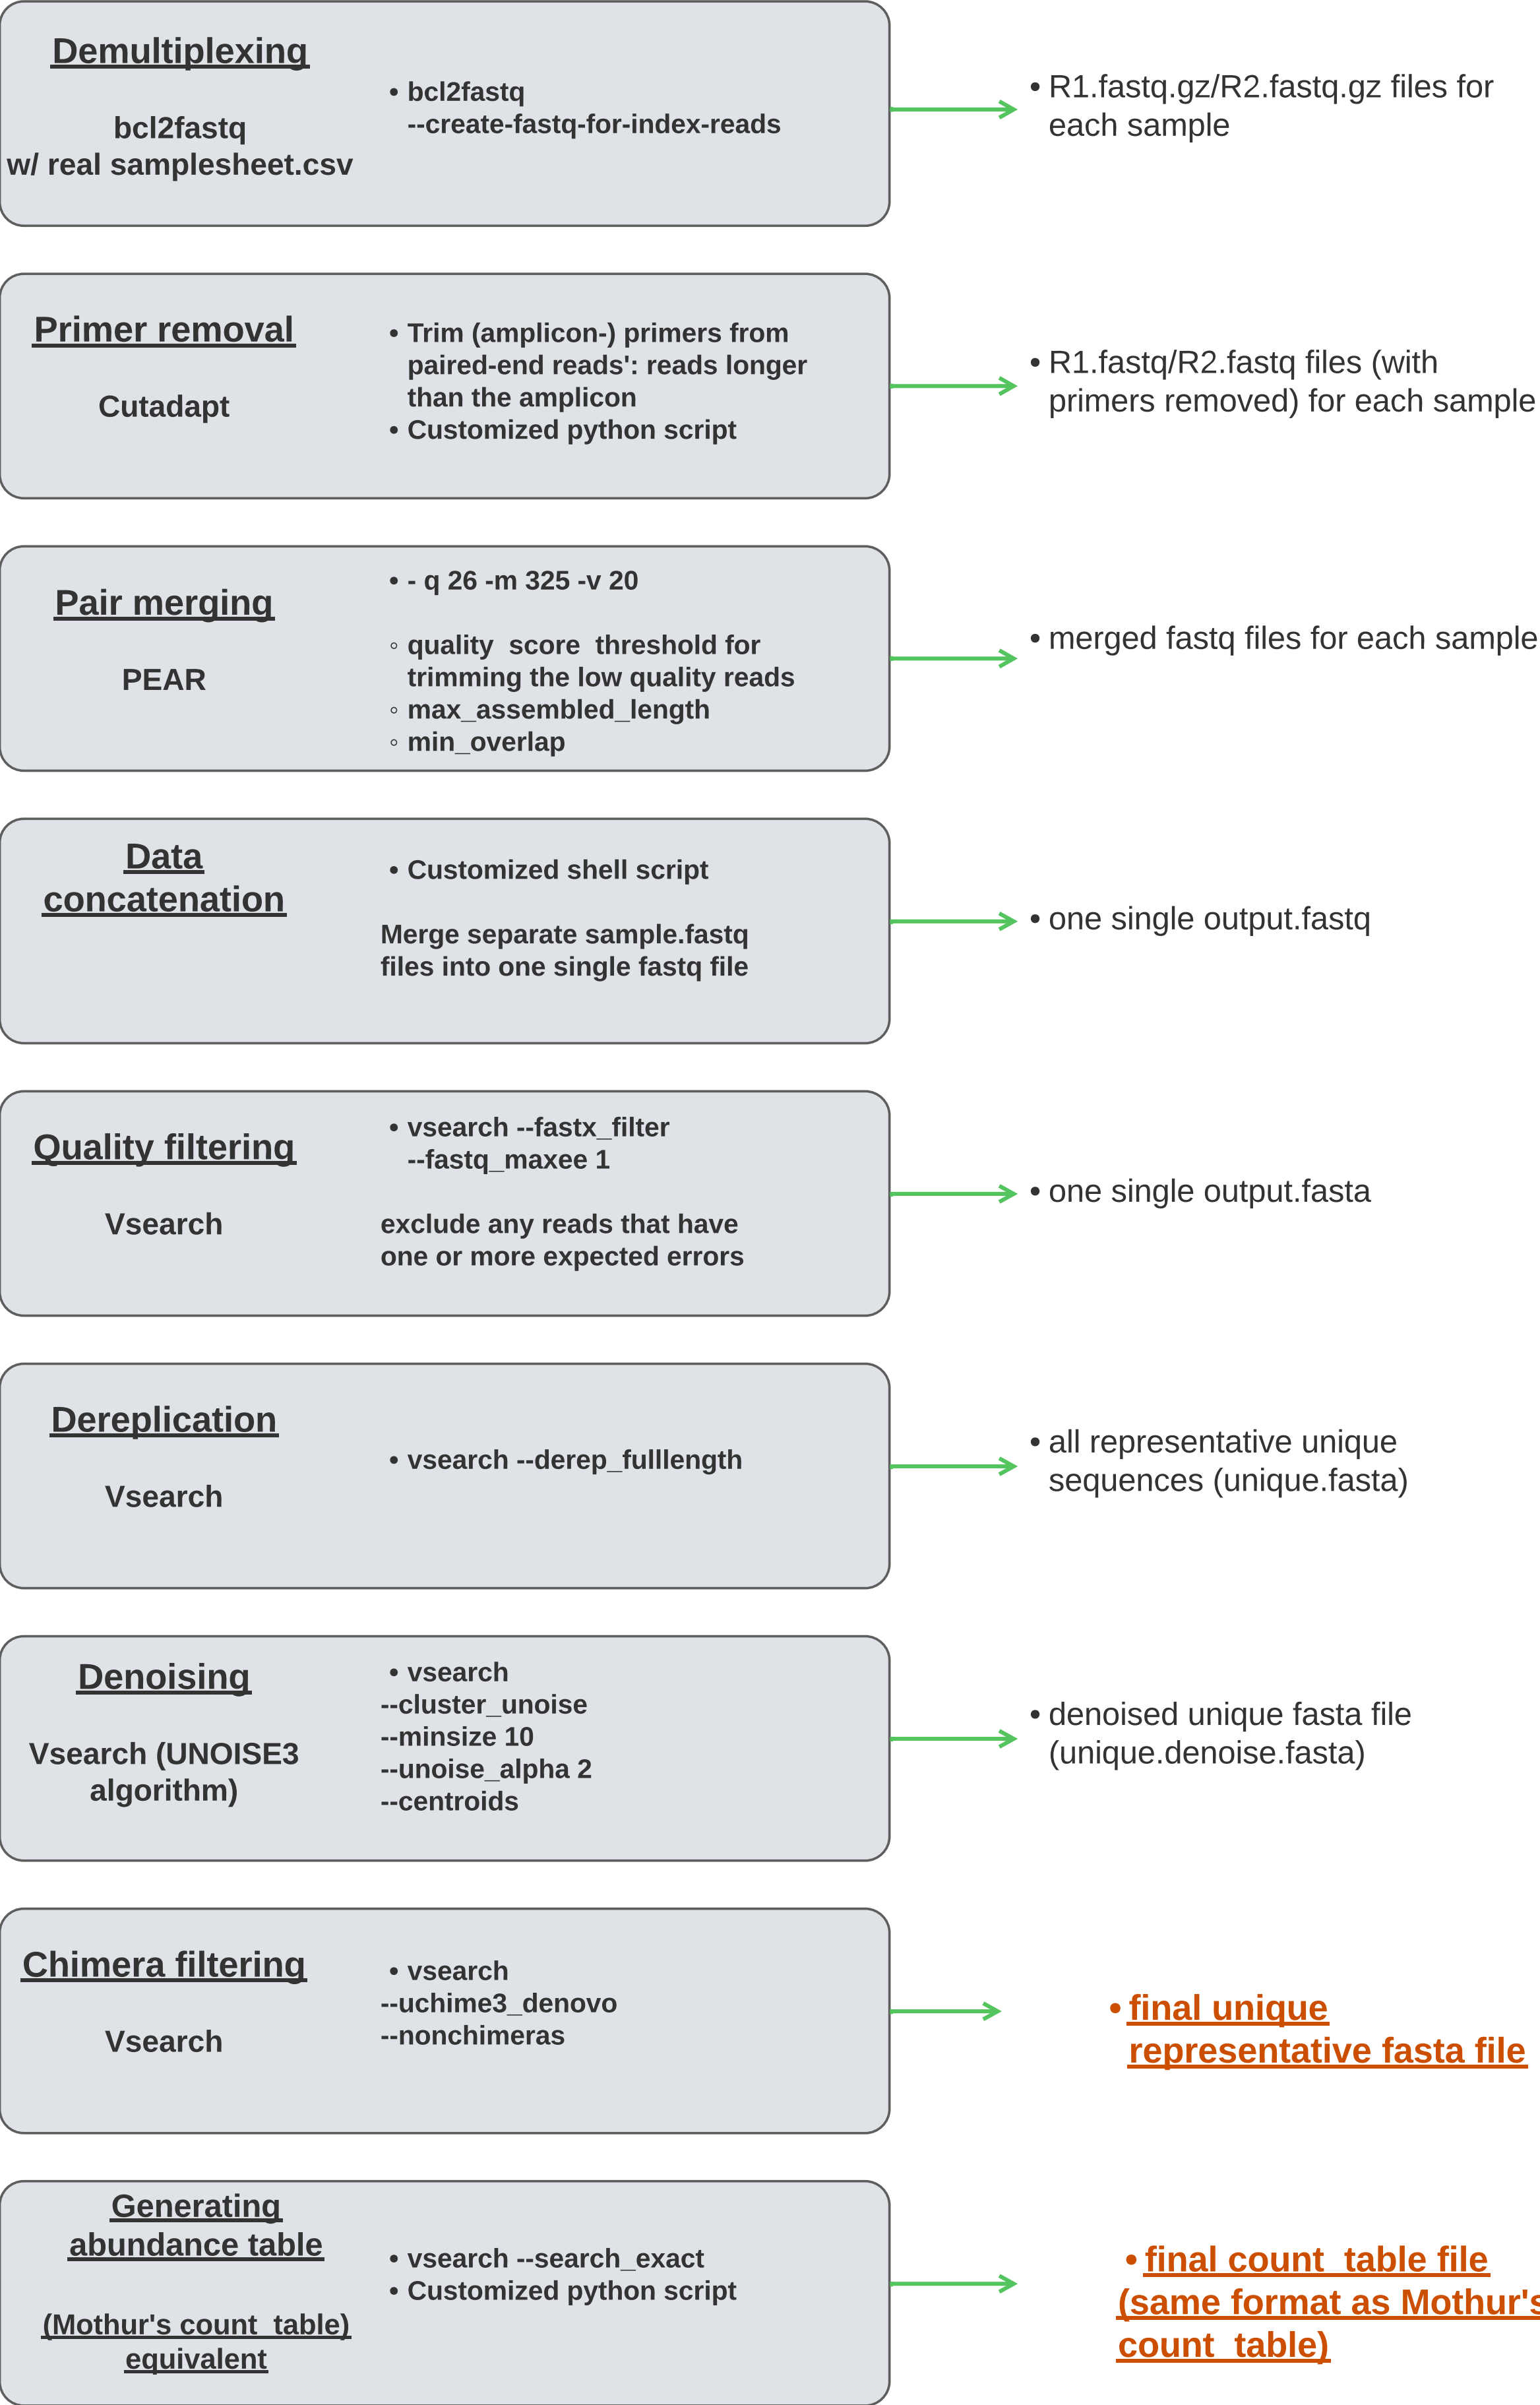 Demultiplexing
bcl2fastq
w/ real samplesheet.csv
• bcl2fastq
--create-fastq-for-index-reads
• R1.fastq.gz/R2.fastq.gz files for
each sample
Primer removal
Cutadapt
• Trim (amplicon-) primers from
paired-end reads': reads longer
than the amplicon
• Customized python script
• R1.fastq/R2.fastq files (with
primers removed) for each sample
Pair merging
PEAR
• - q 26 -m 325 -v 20
◦ quality score threshold for
trimming the low quality reads
◦ max_assembled_length
◦ min_overlap
• merged fastq files for each sample
Data
concatenation
• Customized shell script
Merge separate sample.fastq
files into one single fastq file
• one single output.fastq
Quality filtering
Vsearch
• vsearch --fastx_filter
--fastq_maxee 1
exclude any reads that have
one or more expected errors
• one single output.fasta
Dereplication
Vsearch
• vsearch --derep_fulllength
• all representative unique
sequences (unique.fasta)
Denoising
Vsearch (UNOISE3
algorithm)
• vsearch
--cluster_unoise
--minsize 10
--unoise_alpha 2
--centroids
• denoised unique fasta file
(unique.denoise.fasta)
Chimera filtering
Vsearch
• vsearch
--uchime3_denovo
--nonchimeras
• final unique
representative fasta file
Generating
abundance table
(Mothur's count_table)
equivalent
• vsearch --search_exact
• Customized python script
• final count_table file
(same format as Mothur's
count_table)